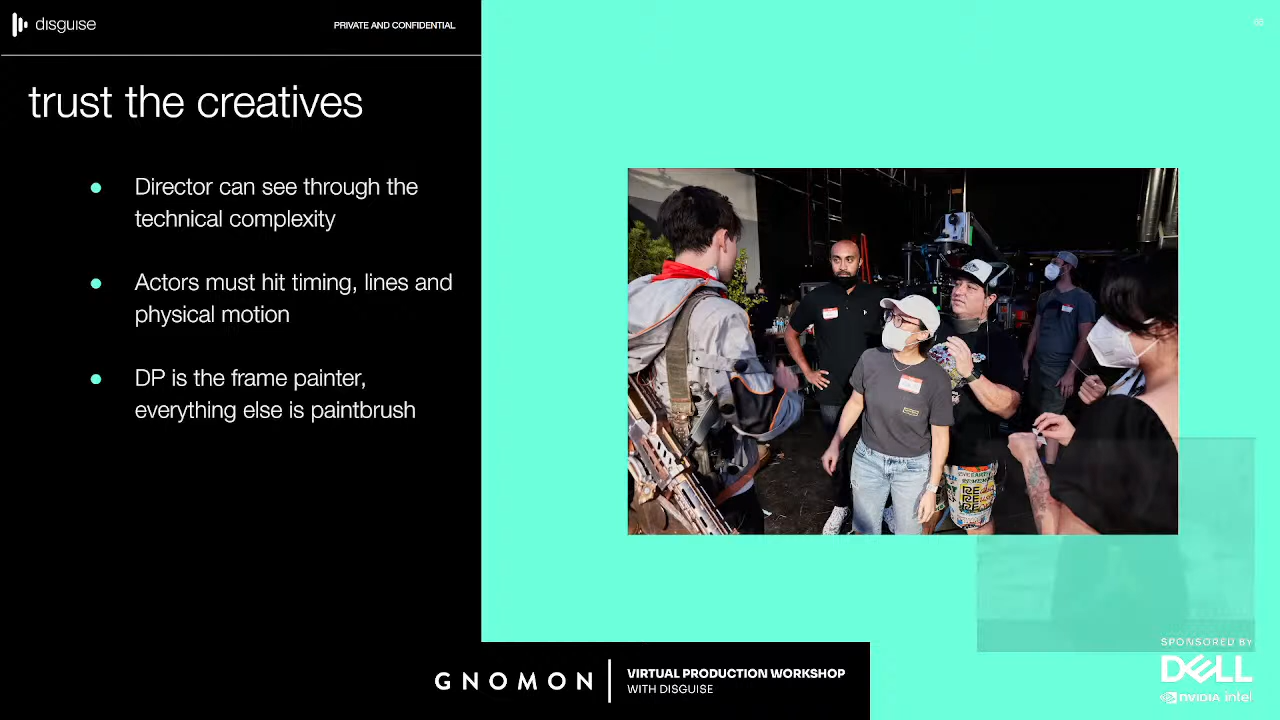 disguise
PRIVATE AND CONFIDENTIAL
trust the creatives
● Director can see through the
technical complexity
● Actors must hit timing, lines and
physical motion
● DP is the frame painter,
everything else is paintbrush
GNOMON
VIRTUAL PRODUCTION WORKSHOP
WITH DISGUISE
SPONSORED BY
DELL
NVIDIA intel